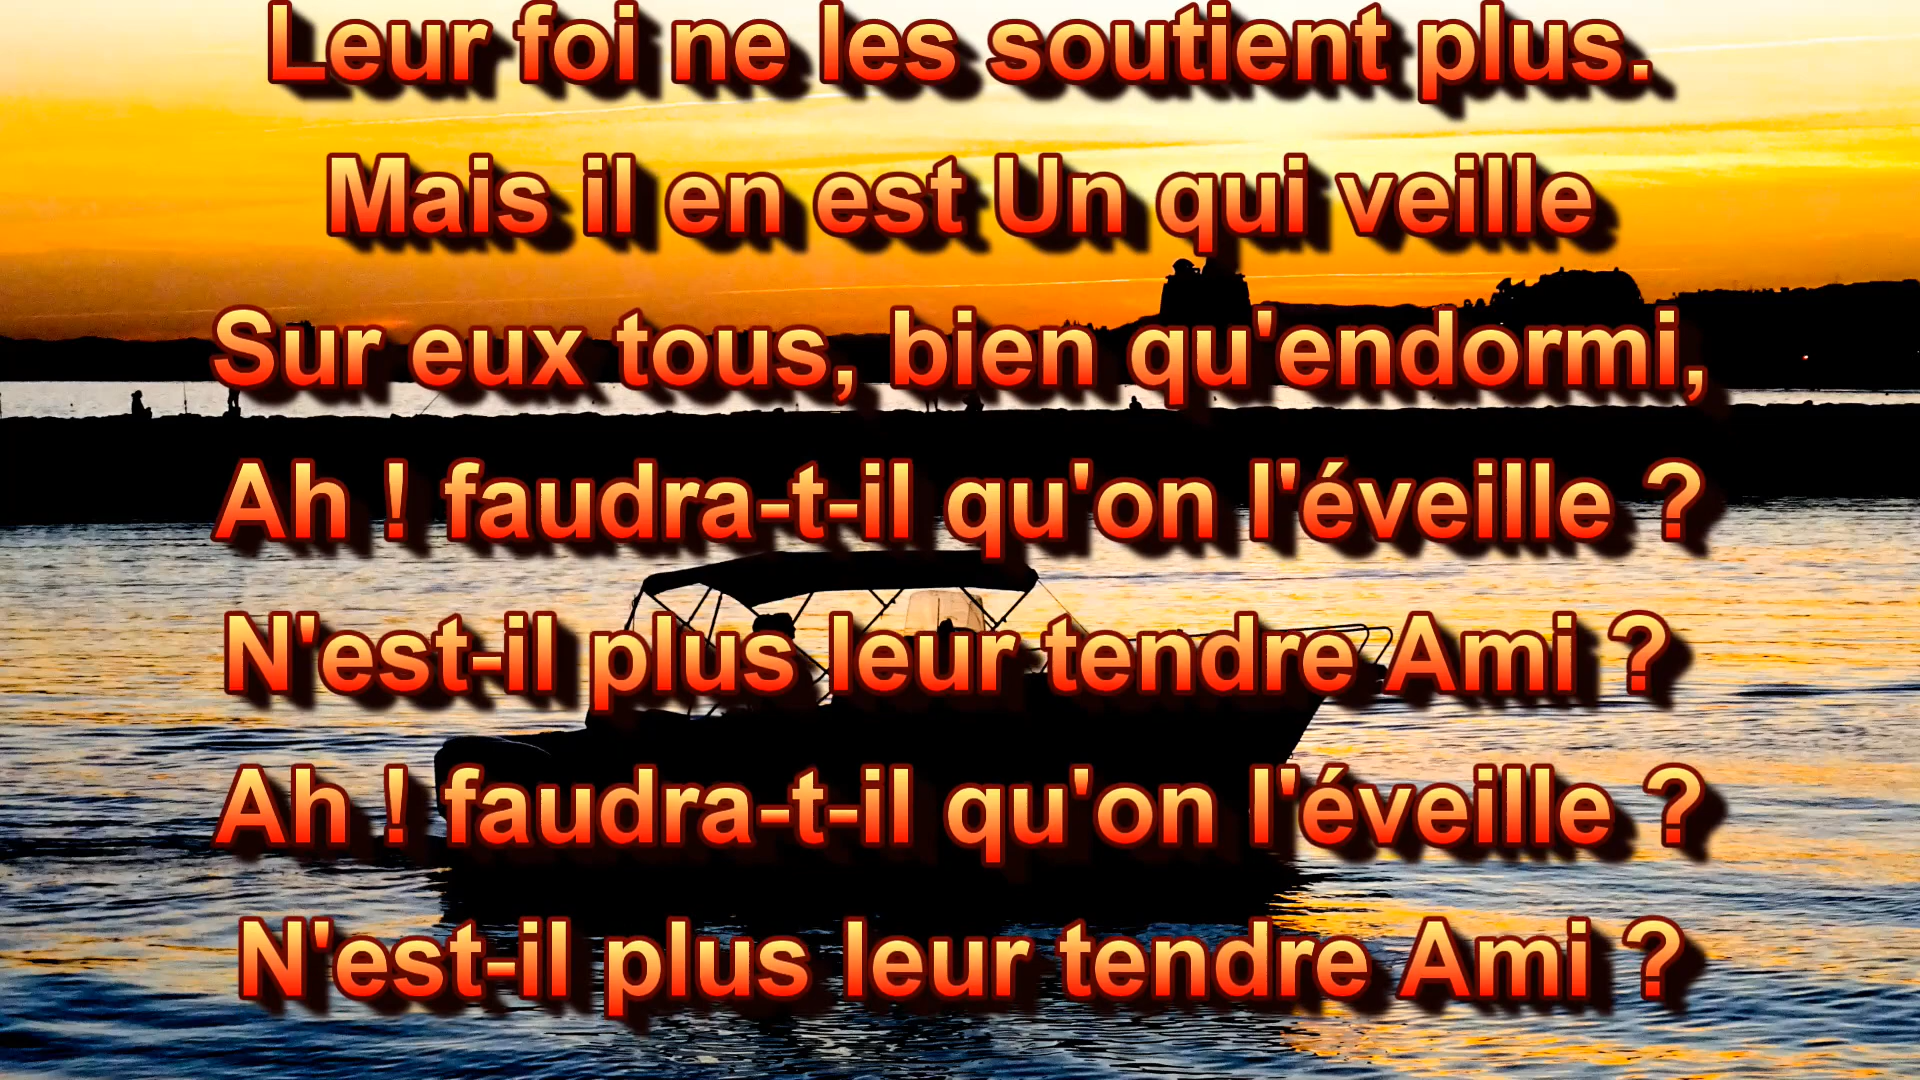 Leur foi ne les soutient plus.
Mais il en est Un qui veille
Sur eux tous, bien qu'endormi,
Ah ! faudra-t-il qu'on l'éveille ?
N'est-il plus leur tendre Ami ?
Ah ! faudra-t-il qu'on l'éveille ?
N'est-il plus leur tendre Ami ?